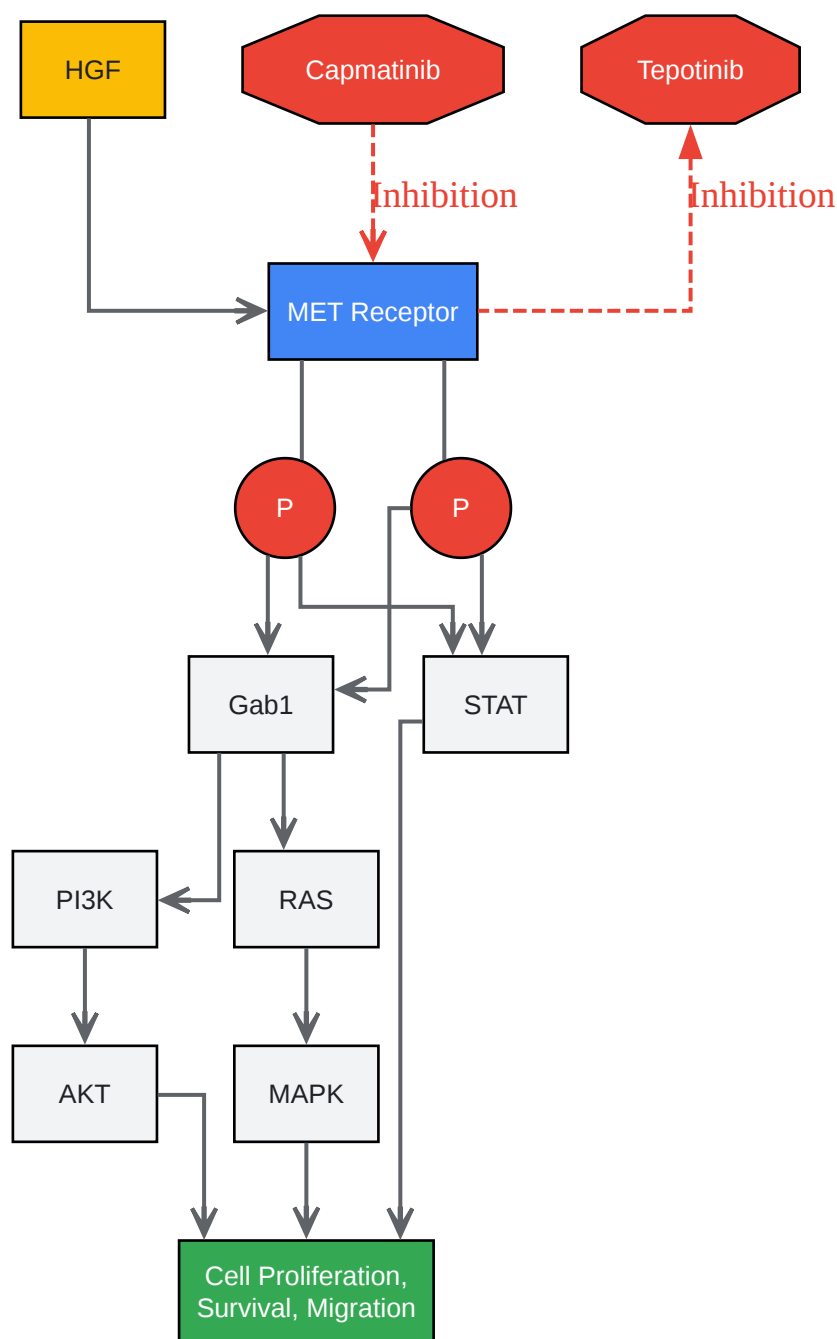 HGF
Capmatinib
Tepotinib
Inhibition
Inhibition
MET Receptor
P
P
Gab1
STAT
PI3K
RAS
AKT
MAPK
Cell Proliferation,
Survival, Migration